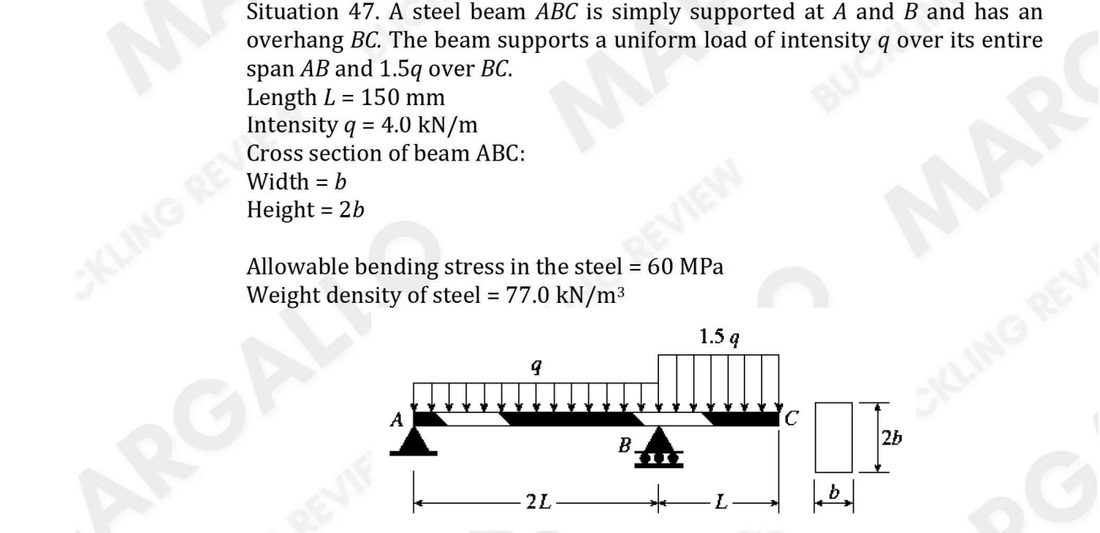 Situation 47. A steel beam ABC is simply supported at A and B and has an
overhang BC. The beam supports a uniform load of intensity q over its entire
span AB and 1.5q over BC.
Length L = 150 mm
Intensity q = 4.0 kN/m
Cross section of beam ABC:
Width = b
Height = 2b
Allowable bending stress in the steel = 60 MPa
Weight density of steel = 77.0 kN/m³
1.5 q
q
A
B
C
2b
2L
L
b